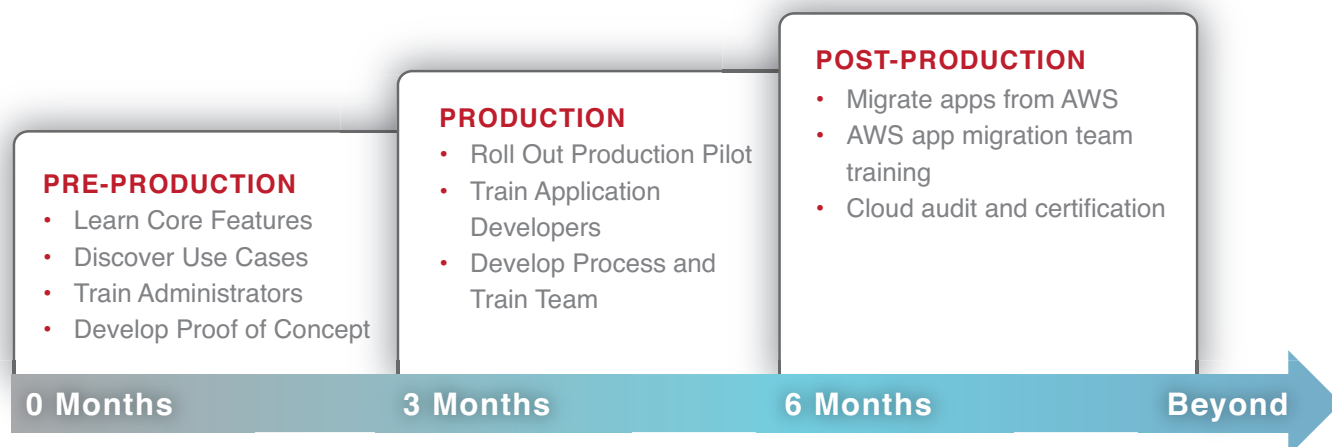 PRE-PRODUCTION
• Learn Core Features
• Discover Use Cases
• Train Administrators
• Develop Proof of Concept
PRODUCTION
• Roll Out Production Pilot
• Train Application
Developers
• Develop Process and
Train Team
POST-PRODUCTION
• Migrate apps from AWS
• AWS app migration team
training
• Cloud audit and certification
0 Months
3 Months
6 Months
Beyond